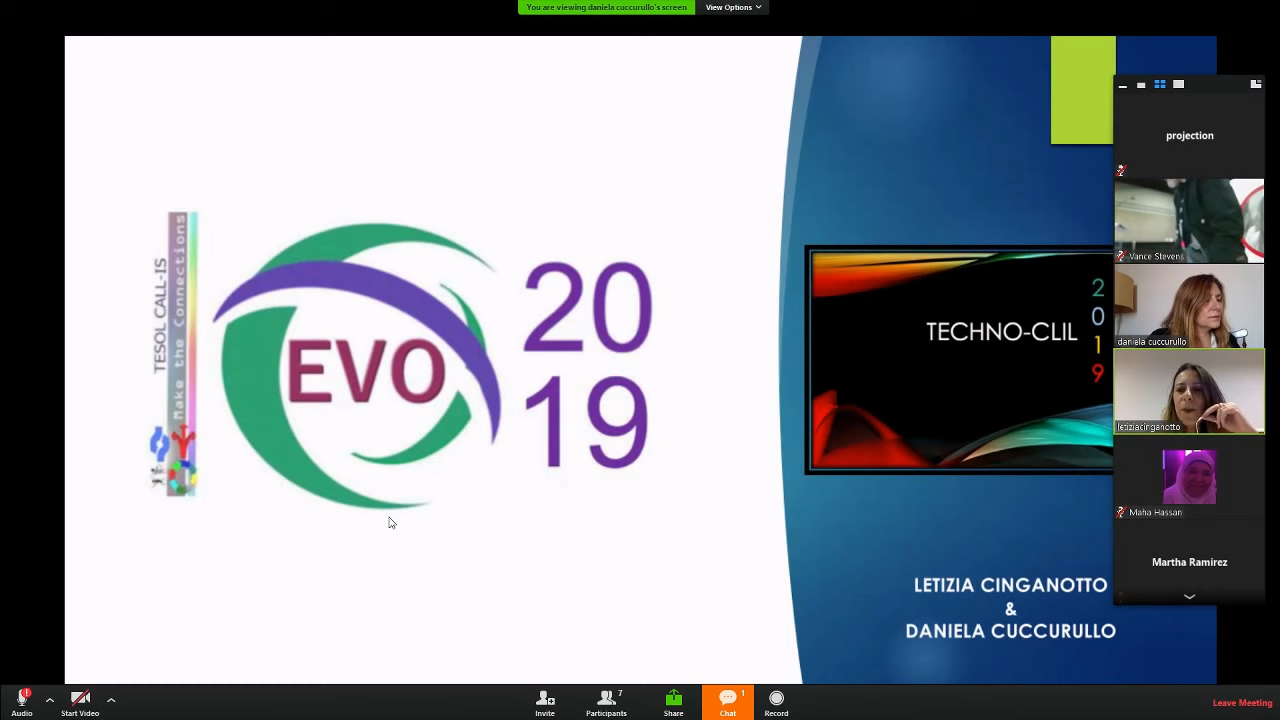 You are viewing daniela cuccurullo's screen
View Options
TESOL CALL-IS
Make the Connections
EVO
20
19
TECHNO-CLIL
2
0
1
9
LETIZIA CINGANOTTO
&
DANIELA CUCCURULLO
projection
Vance Stevens
daniela cuccurullo
letiziacinganotto
Maha Hassan
Martha Ramirez
Audio
Start Video
Invite
Participants
7
Share
Chat
1
Record
Leave Meeting